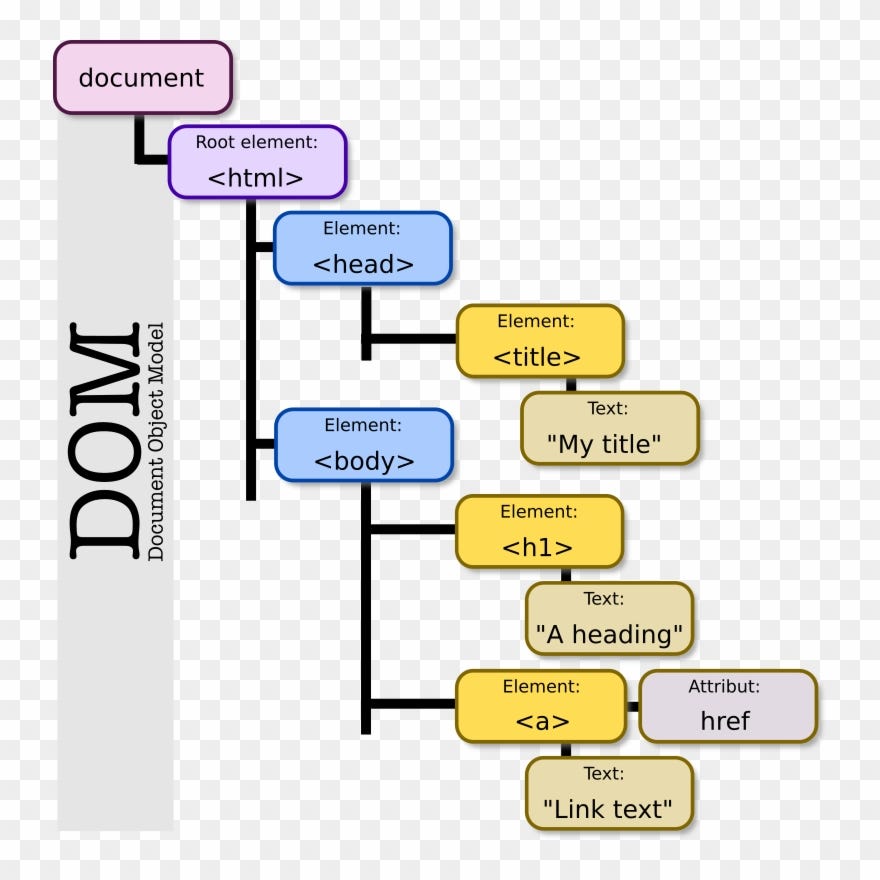 document
Root element:
<html>
Element:
<head>
Element:
<title>
Text:
"My title"
Element:
<body>
Element:
<h1>
Text:
"A heading"
Element:
<a>
Attribut:
href
Text:
"Link text"
DOM
Document Object Model